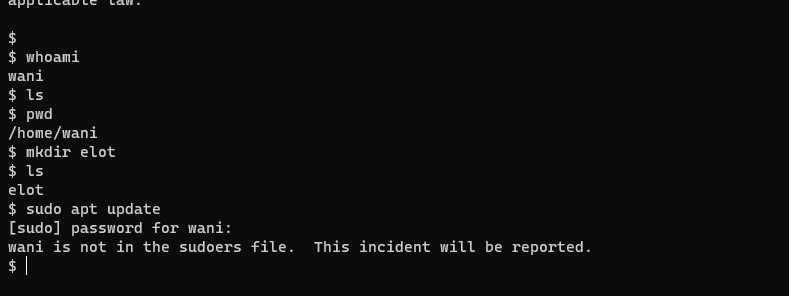 applicable law.
$
$ whoami
wani
$ ls
$ pwd
/home/wani
$ mkdir elot
$ ls
elot
$ sudo apt update
[sudo] password for wani:
wani is not in the sudoers file.  This incident will be reported.
$